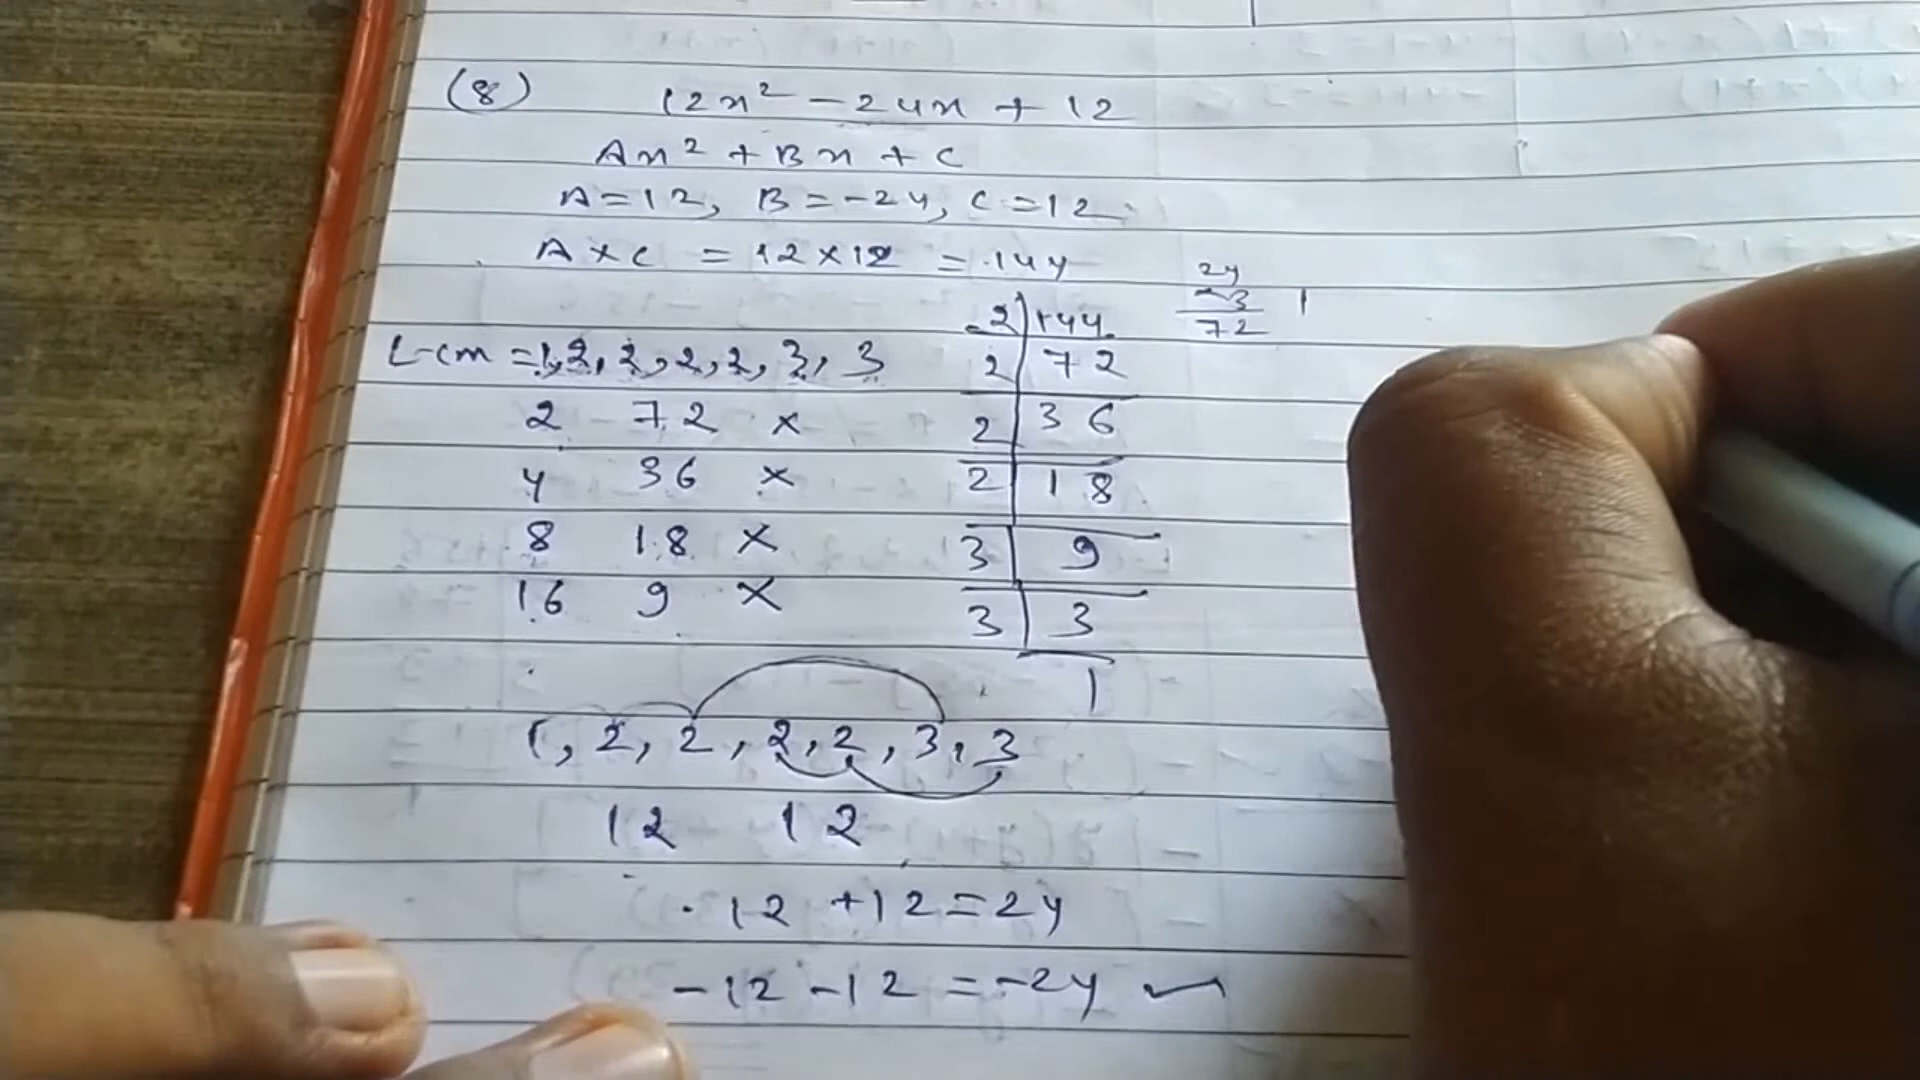 (8) 12x² - 24x + 12
Ax² + Bx + C
A = 12, B = -24, C = 12
A × C = 12 × 12 = 144
24
3
72
1
2 | 144
2 | 72
2 | 36
2 | 18
3 | 9
3 | 3
1
Lcm = 1, 2, 2, 2, 2, 3, 3
2 72 ×
4 36 ×
8 18 ×
16 9 ×
1, 2, 2, 2, 2, 3, 3
12 12
12 + 12 = 24
-12 - 12 = -24 ✓